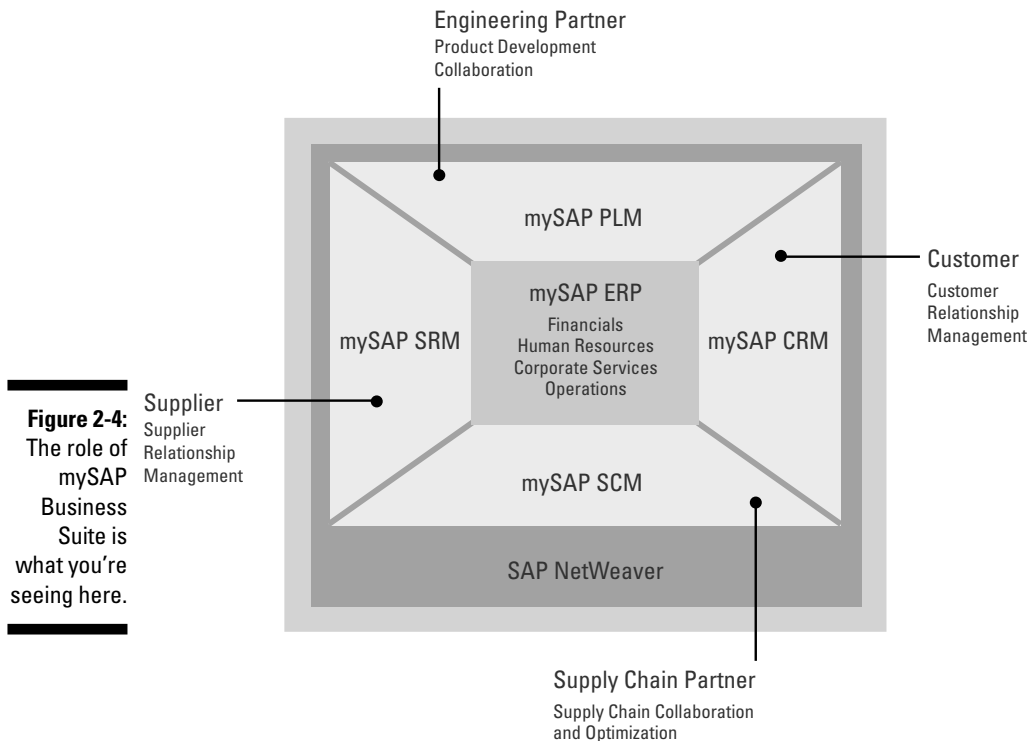 Engineering Partner
Product Development
Collaboration
mySAP PLM
Customer
Customer
Relationship
Management
mySAP ERP
Financials
Human Resources
Corporate Services
Operations
mySAP SRM
mySAP CRM
Supplier
Supplier
Relationship
Management
Figure 2-4:
The role of
mySAP
Business
Suite is
what you're
seeing here.
mySAP SCM
SAP NetWeaver
Supply Chain Partner
Supply Chain Collaboration
and Optimization